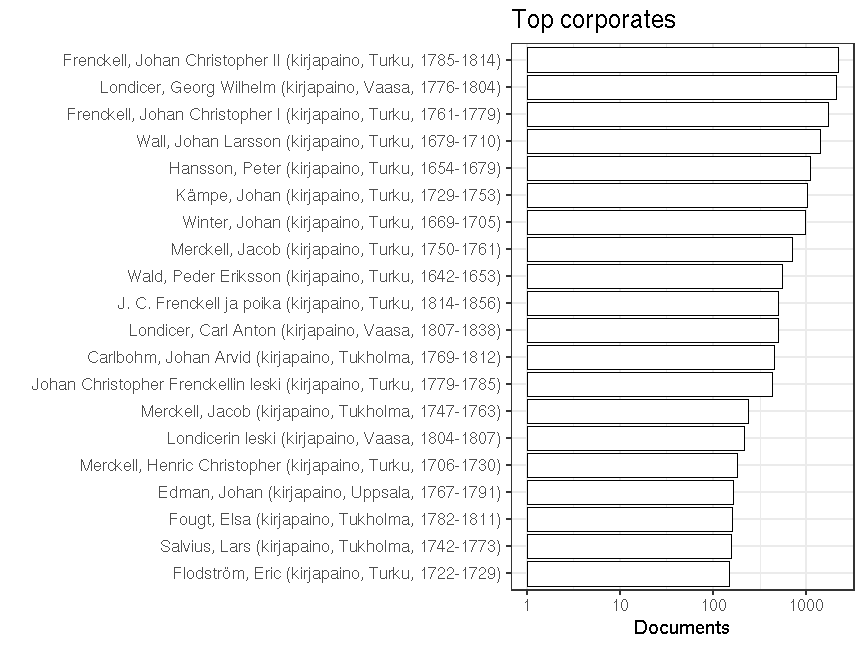 Top corporates
Frenckell, Johan Christopher II (kirjapaino, Turku, 1785-1814)
Londicer, Georg Wilhelm (kirjapaino, Vaasa, 1776-1804)
Frenckell, Johan Christopher I (kirjapaino, Turku, 1761-1779)
Wall, Johan Larsson (kirjapaino, Turku, 1679-1710)
Hansson, Peter (kirjapaino, Turku, 1654-1679)
Kämpe, Johan (kirjapaino, Turku, 1729-1753)
Winter, Johan (kirjapaino, Turku, 1669-1705)
Merckell, Jacob (kirjapaino, Turku, 1750-1761)
Wald, Peder Eriksson (kirjapaino, Turku, 1642-1653)
J. C. Frenckell ja poika (kirjapaino, Turku, 1814-1856)
Londicer, Carl Anton (kirjapaino, Vaasa, 1807-1838)
Carlbohm, Johan Arvid (kirjapaino, Tukholma, 1769-1812)
Johan Christopher Frenckellin leski (kirjapaino, Turku, 1779-1785)
Merckell, Jacob (kirjapaino, Tukholma, 1747-1763)
Londicerin leski (kirjapaino, Vaasa, 1804-1807)
Merckell, Henric Christopher (kirjapaino, Turku, 1706-1730)
Edman, Johan (kirjapaino, Uppsala, 1767-1791)
Fougt, Elsa (kirjapaino, Tukholma, 1782-1811)
Salvius, Lars (kirjapaino, Tukholma, 1742-1773)
Flodström, Eric (kirjapaino, Turku, 1722-1729)
1 10 100 1000
Documents